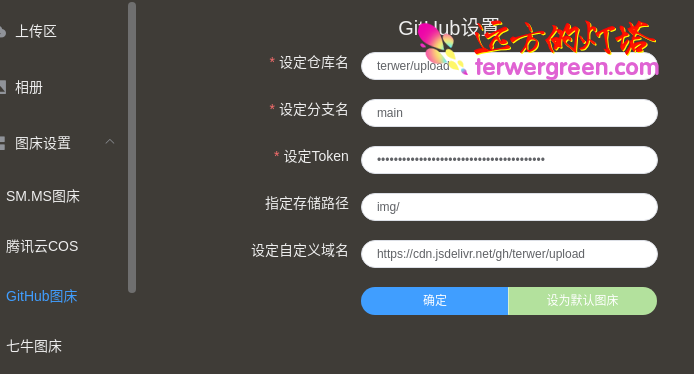 上传区
相册
图床设置
SM.MS图床
腾讯云COS
GitHub图床
七牛图床
GitHub设置
远方的灯塔
terwergreen.com
* 设定仓库名
terwer/upload
* 设定分支名
main
* 设定Token
••••••••••••••••••••••••••••••••••••••••
指定存储路径
img/
设定自定义域名
https://cdn.jsdelivr.net/gh/terwer/upload
确定
设为默认图床